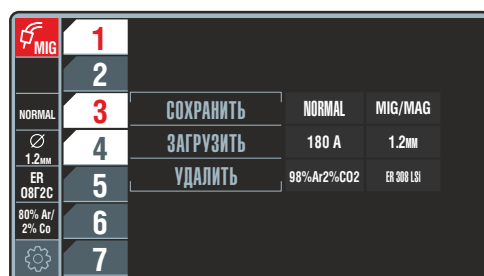 MIG
NORMAL
1.2мм
ER
08Г2С
80% Ar/
2% Co
1
2
3
4
5
6
7
СОХРАНИТЬ
ЗАГРУЗИТЬ
УДАЛИТЬ
NORMAL
MIG/MAG
180 A
1.2мм
98%Ar2%CO2
ER 308 LSi